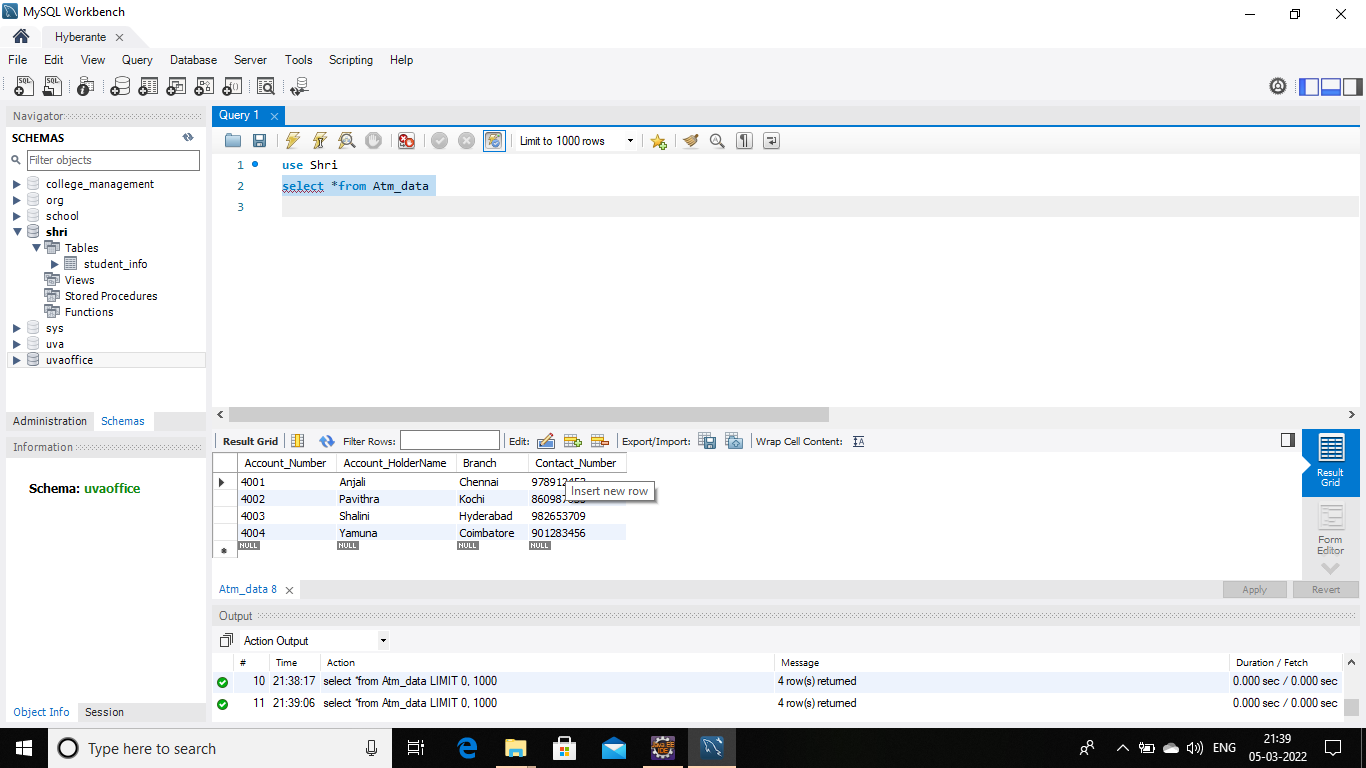 MySQL Workbench
Hyberante
File Edit View Query Database Server Tools Scripting Help
Navigator
SCHEMAS
Filter objects
college_management
org
school
shri
Tables
student_info
Views
Stored Procedures
Functions
sys
uva
uvaoffice
Administration Schemas
Information
Schema: uvaoffice
Object Info Session
Query 1
Limit to 1000 rows
1 use Shri
2 select *from Atm_data
3
Result Grid Filter Rows: Edit: Export/Import: Wrap Cell Content:
Account_Number Account_HolderName Branch Contact_Number
4001 Anjali Chennai
4002 Pavithra Kochi
4003 Shalini Hyderabad 982653709
4004 Yamuna Coimbatore 901283456
NULL NULL NULL NULL
Insert new row
Result Grid
Form Editor
Atm_data 8
Apply Revert
Output
Action Output
# Time Action Message Duration / Fetch
10 21:38:17 select *from Atm_data LIMIT 0, 1000 4 row(s) returned 0.000 sec / 0.000 sec
11 21:39:06 select *from Atm_data LIMIT 0, 1000 4 row(s) returned 0.000 sec / 0.000 sec
Type here to search
ENG
21:39
05-03-2022